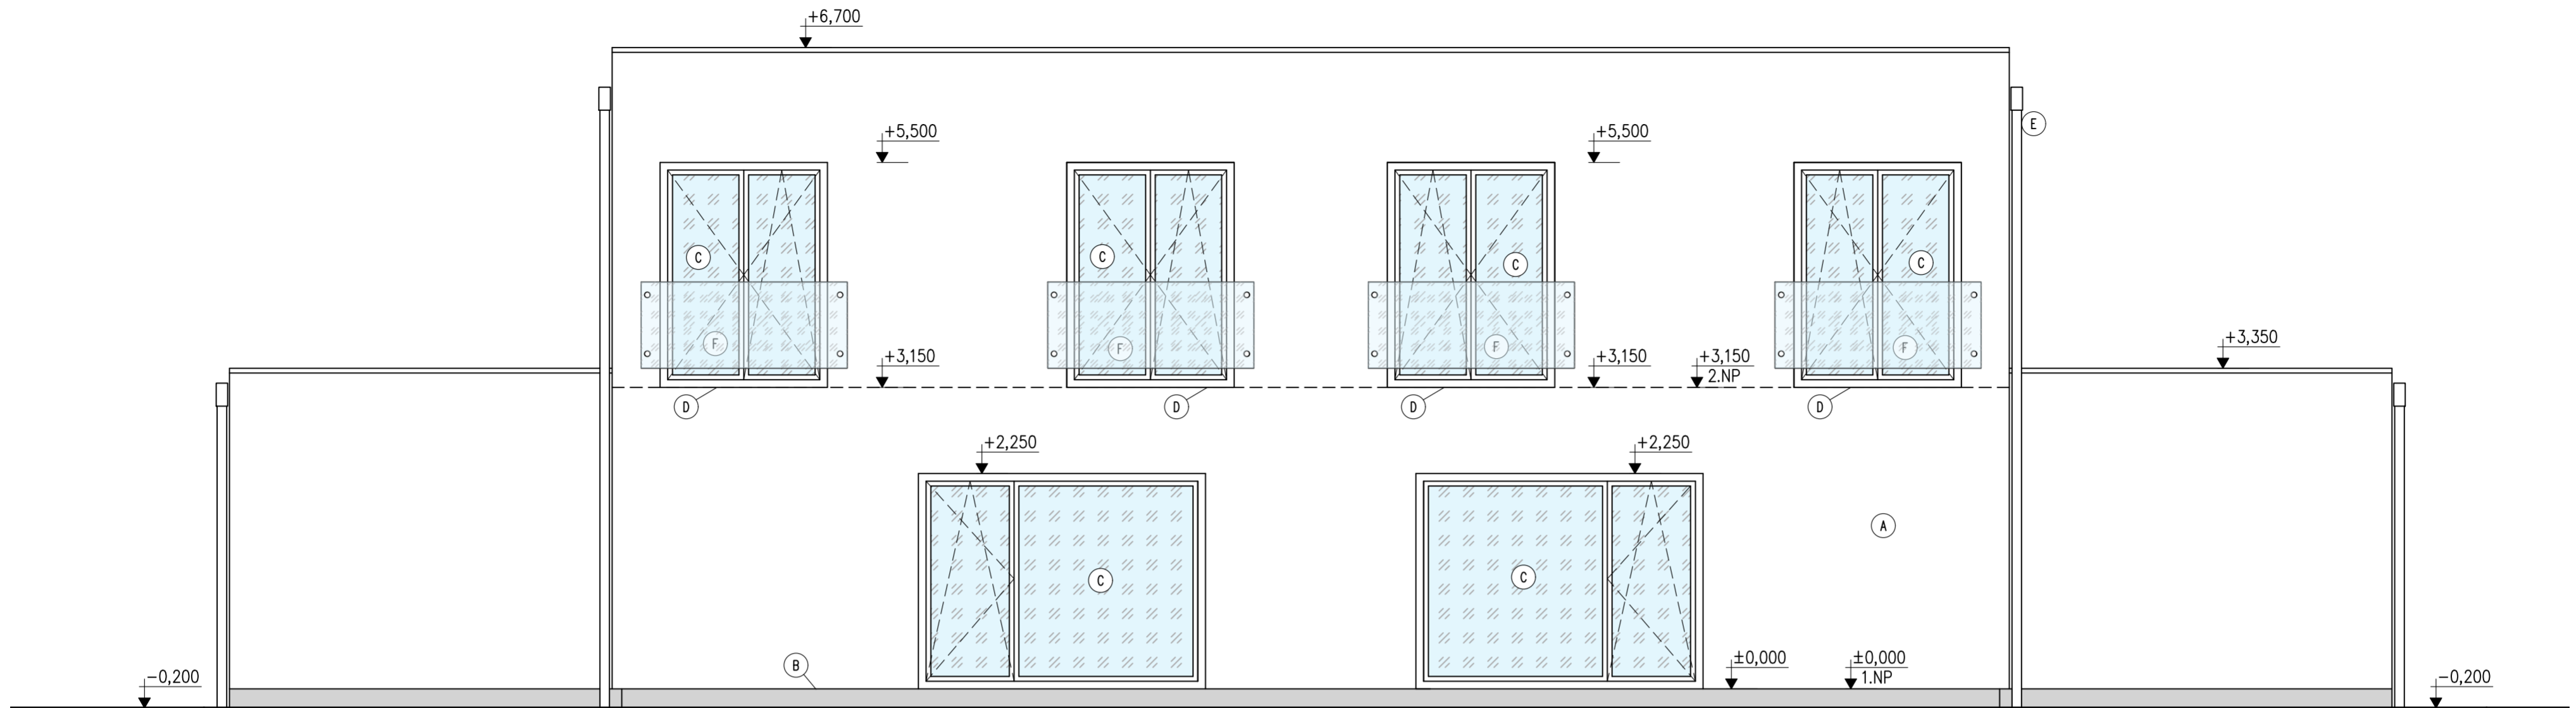 +6,700
E
+5,500
+5,500
C
C
C
C
F
F
F
F
+3,350
+3,150
+3,150
+3,150
2.NP
D
D
D
D
+2,250
+2,250
A
C
C
B
±0,000
±0,000
1.NP
-0,200
-0,200